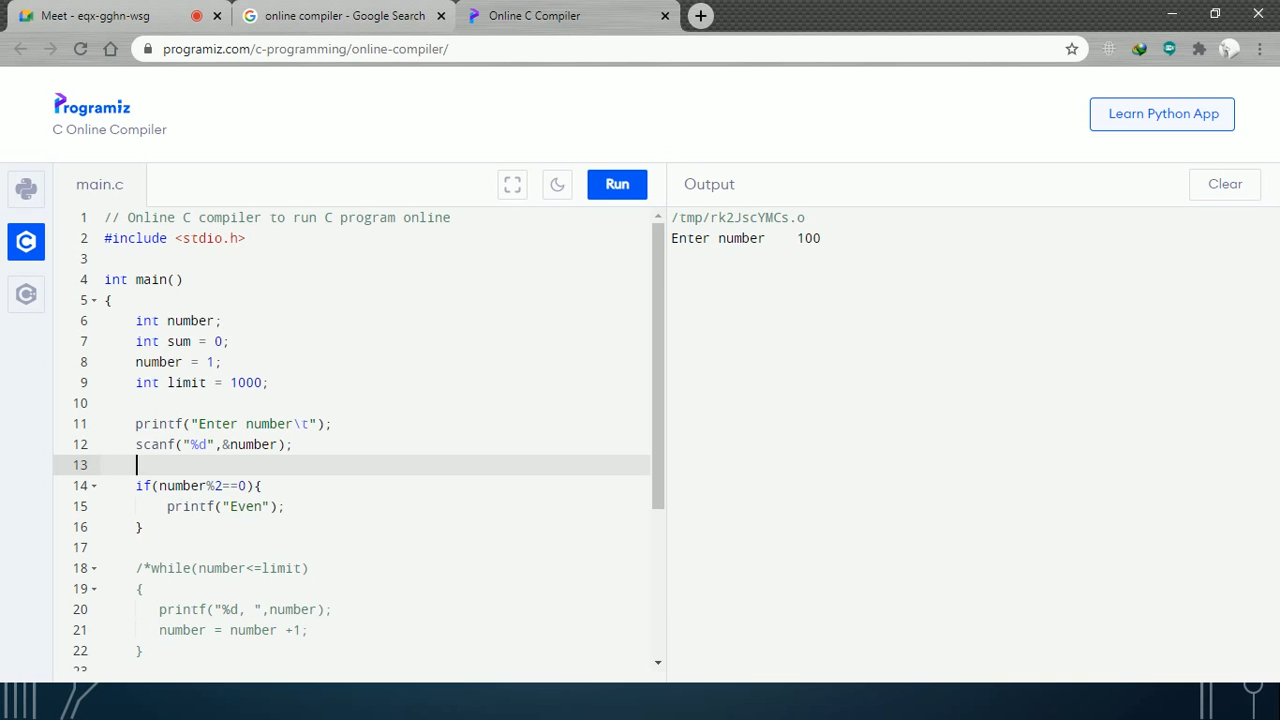 Meet - eqx-gghn-wsg
online compiler - Google Search
Online C Compiler
programiz.com/c-programming/online-compiler/
Programiz
C Online Compiler
Learn Python App
main.c
Run
Output
Clear
1 // Online C compiler to run C program online
2 #include <stdio.h>
3
4 int main()
5 {
6 int number;
7 int sum = 0;
8 number = 1;
9 int limit = 1000;
10
11 printf("Enter number\t");
12 scanf("%d",&number);
13
14 if(number%2==0){
15 printf("Even");
16 }
17
18 /*while(number<=limit)
19 {
20 printf("%d, ",number);
21 number = number +1;
22 }
23
/tmp/rk2JscYMCs.o
Enter number 100